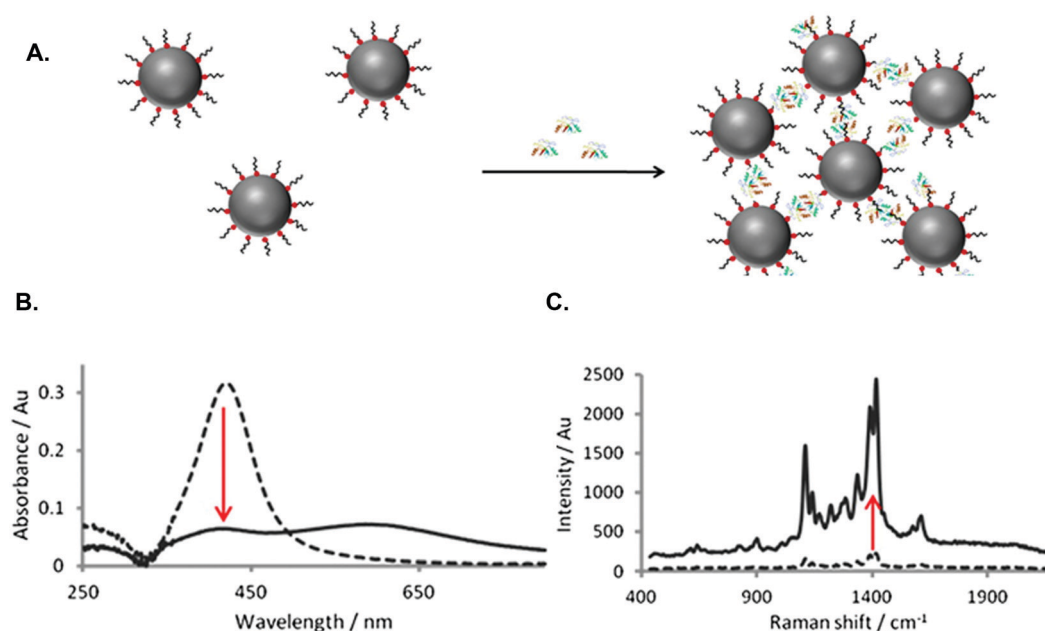 A.
B.
C.
Absorbance / Au
0.3
0.2
0.1
0
250
450
650
Wavelength / nm
Intensity / Au
2500
2000
1500
1000
500
0
400
900
1400
1900
Raman shift / cm⁻¹